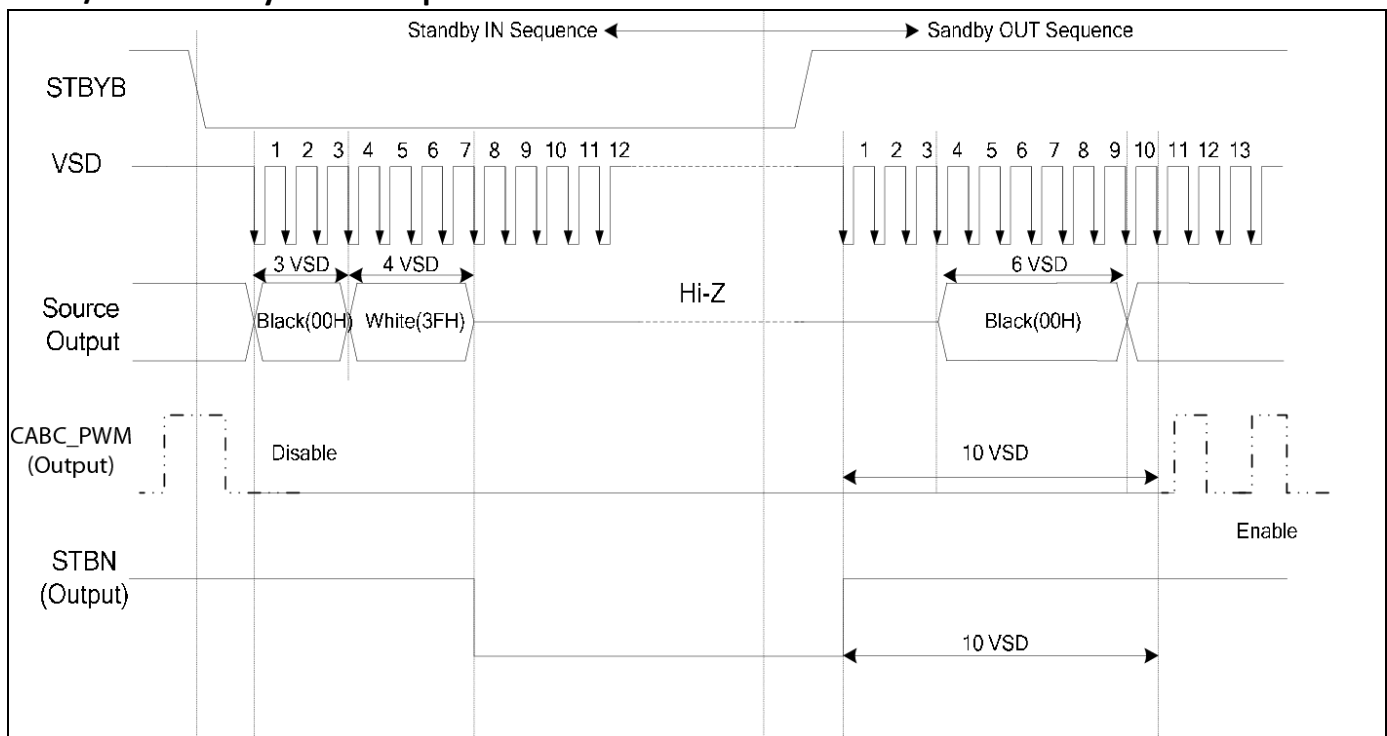 Standby IN Sequence Sandby OUT Sequence
STBYB
VSD
1 2 3 4 5 6 7 8 9 10 11 12
1 2 3 4 5 6 7 8 9 10 11 12 13
3 VSD 4 VSD 6 VSD
Source
Output
Black(00H) White(3FH) Hi-Z Black(00H)
CABC_PWM
(Output)
Disable
10 VSD
Enable
STBN
(Output)
10 VSD